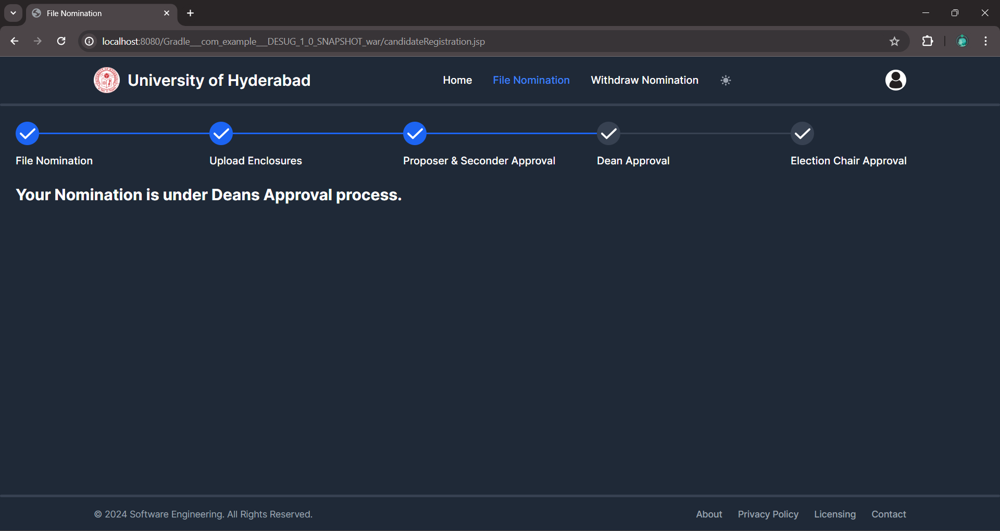 File Nomination
localhost:8080/Gradle___com_example___DESUG_1_0_SNAPSHOT_war/candidateRegistration.jsp
University of Hyderabad
Home
File Nomination
Withdraw Nomination
File Nomination
Upload Enclosures
Proposer & Seconder Approval
Dean Approval
Election Chair Approval
Your Nomination is under Deans Approval process.
© 2024 Software Engineering. All Rights Reserved.
About
Privacy Policy
Licensing
Contact